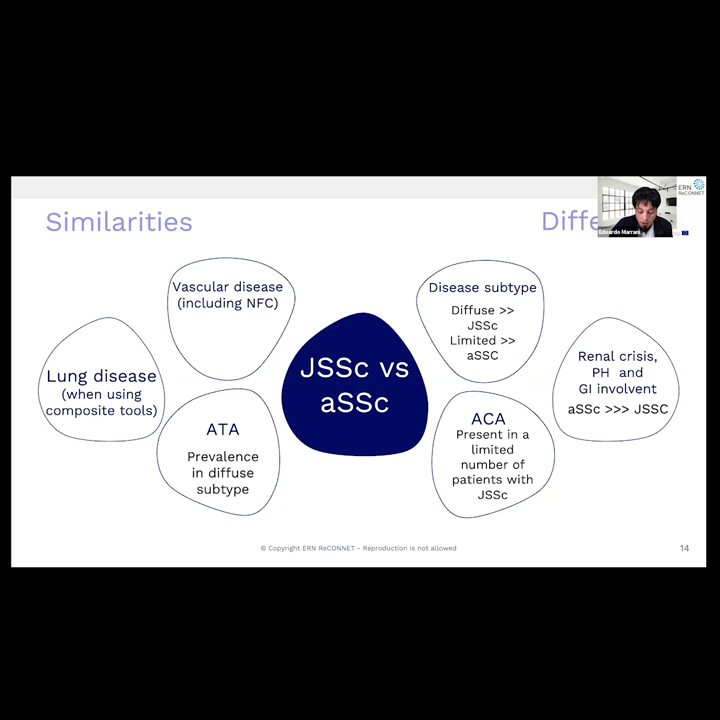 Similarities
Diffe
ERN
ReCONNET
Edoardo Marrani
Vascular disease
(including NFC)
Lung disease
(when using
composite tools)
ATA
Prevalence
in diffuse
subtype
JSSc vs
aSSc
Disease subtype
Diffuse >>
JSSc
Limited >>
aSSC
ACA
Present in a
limited
number of
patients with
JSSc
Renal crisis,
PH and
GI involvent
aSSc >>> JSSC
© Copyright ERN ReCONNET - Reproduction is not allowed
14